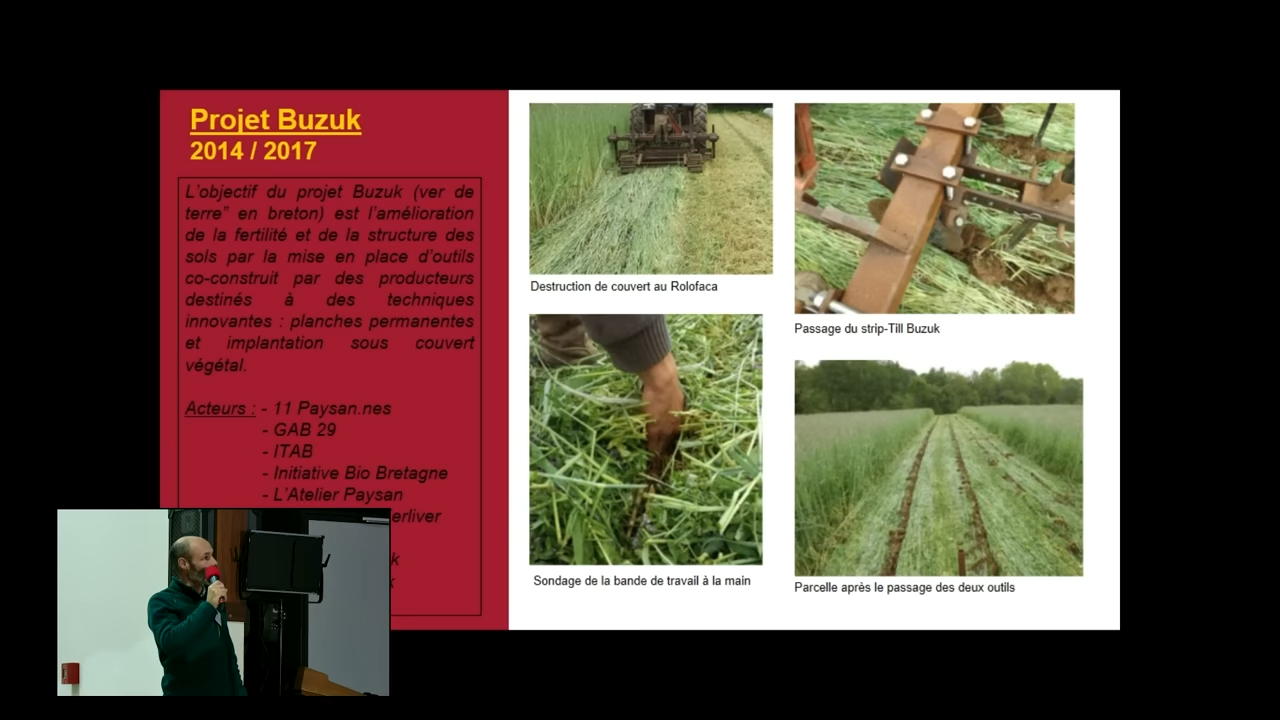 Projet Buzuk
2014 / 2017
L'objectif du projet Buzuk (ver de
terre" en breton) est l'amélioration
de la fertilité et de la structure des
sols par la mise en place d'outils
co-construit par des producteurs
destinés à des techniques
innovantes : planches permanentes
et implantation sous couvert
végétal.
Acteurs : - 11 Paysan.nes
- GAB 29
- ITAB
- Initiative Bio Bretagne
- L'Atelier Paysan
Destruction de couvert au Rolofaca
Passage du strip-Till Buzuk
Sondage de la bande de travail à la main
Parcelle après le passage des deux outils